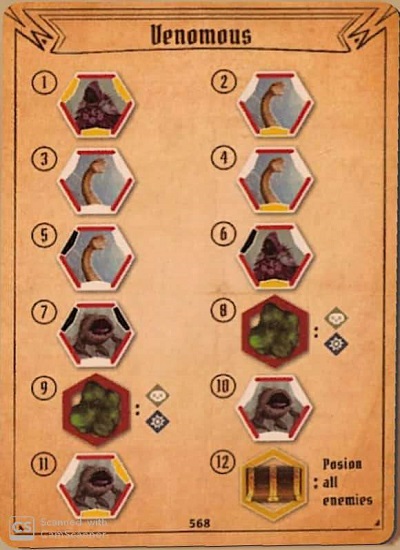 Venomous
1 2
3 4
5 6
7 8 :
9 : 10
11 12 : Posion
all
enemies
568
CS Scanned with
CamScanner